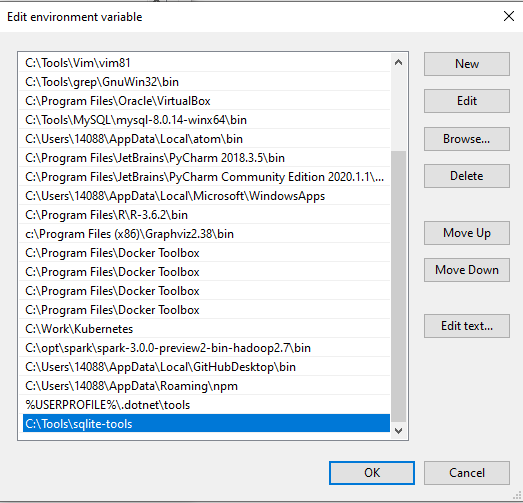 Edit environment variable
C:\Tools\Vim\vim81
C:\Tools\grep\GnuWin32\bin
C:\Program Files\Oracle\VirtualBox
C:\Tools\MySQL\mysql-8.0.14-winx64\bin
C:\Users\14088\AppData\Local\atom\bin
C:\Program Files\JetBrains\PyCharm 2018.3.5\bin
C:\Program Files\JetBrains\PyCharm Community Edition 2020.1.1\...
C:\Users\14088\AppData\Local\Microsoft\WindowsApps
C:\Program Files\R\R-3.6.2\bin
c:\Program Files (x86)\Graphviz2.38\bin
C:\Program Files\Docker Toolbox
C:\Program Files\Docker Toolbox
C:\Program Files\Docker Toolbox
C:\Program Files\Docker Toolbox
C:\Work\Kubernetes
C:\opt\spark\spark-3.0.0-preview2-bin-hadoop2.7\bin
C:\Users\14088\AppData\Local\GitHubDesktop\bin
C:\Users\14088\AppData\Roaming\npm
%USERPROFILE%\.dotnet\tools
C:\Tools\sqlite-tools
New
Edit
Browse...
Delete
Move Up
Move Down
Edit text...
OK
Cancel